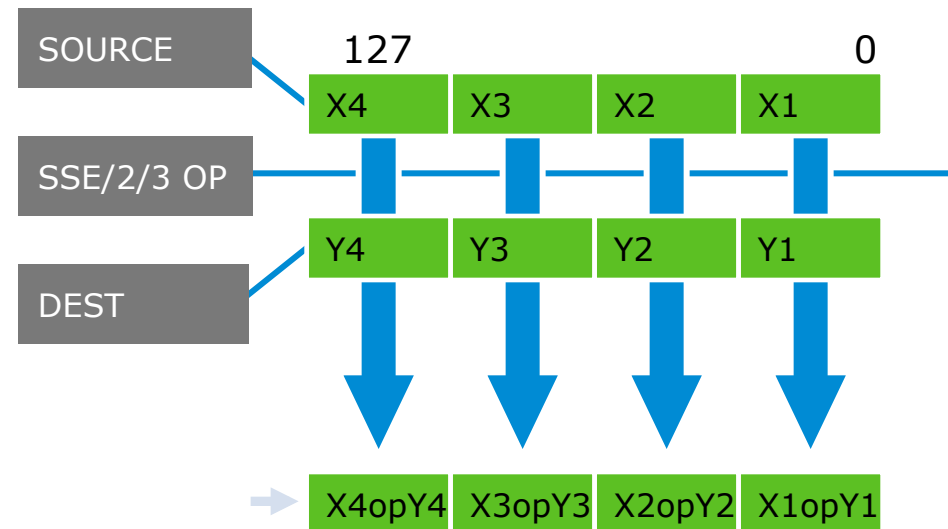 SOURCE
127 0
X4 X3 X2 X1
SSE/2/3 OP
Y4 Y3 Y2 Y1
DEST
X4opY4 X3opY3 X2opY2 X1opY1